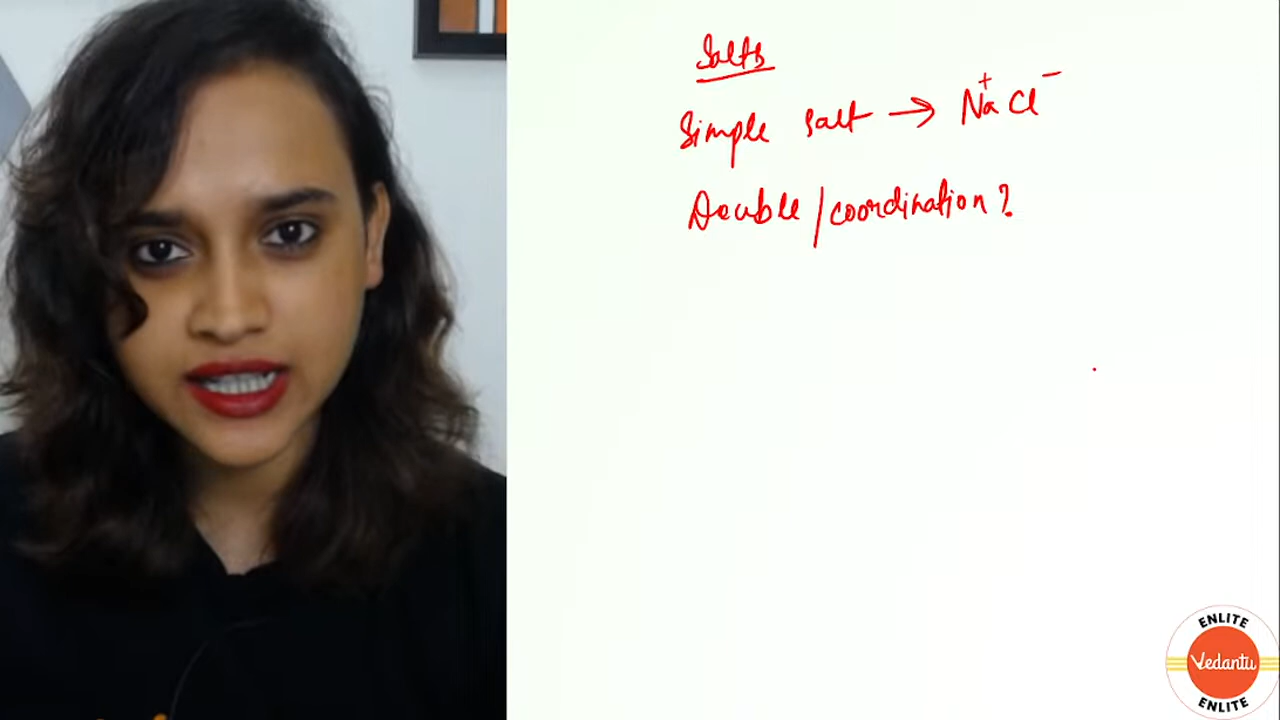 Salts
Simple salt → Na⁺Cl⁻
Double/coordination?
ENLITE
Vedantu
ENLITE